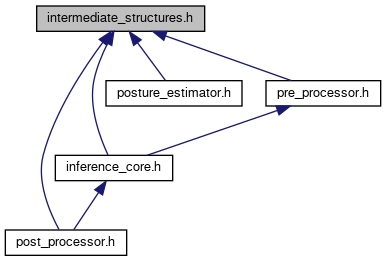 intermediate_structures.h
posture_estimator.h
pre_processor.h
inference_core.h
post_processor.h